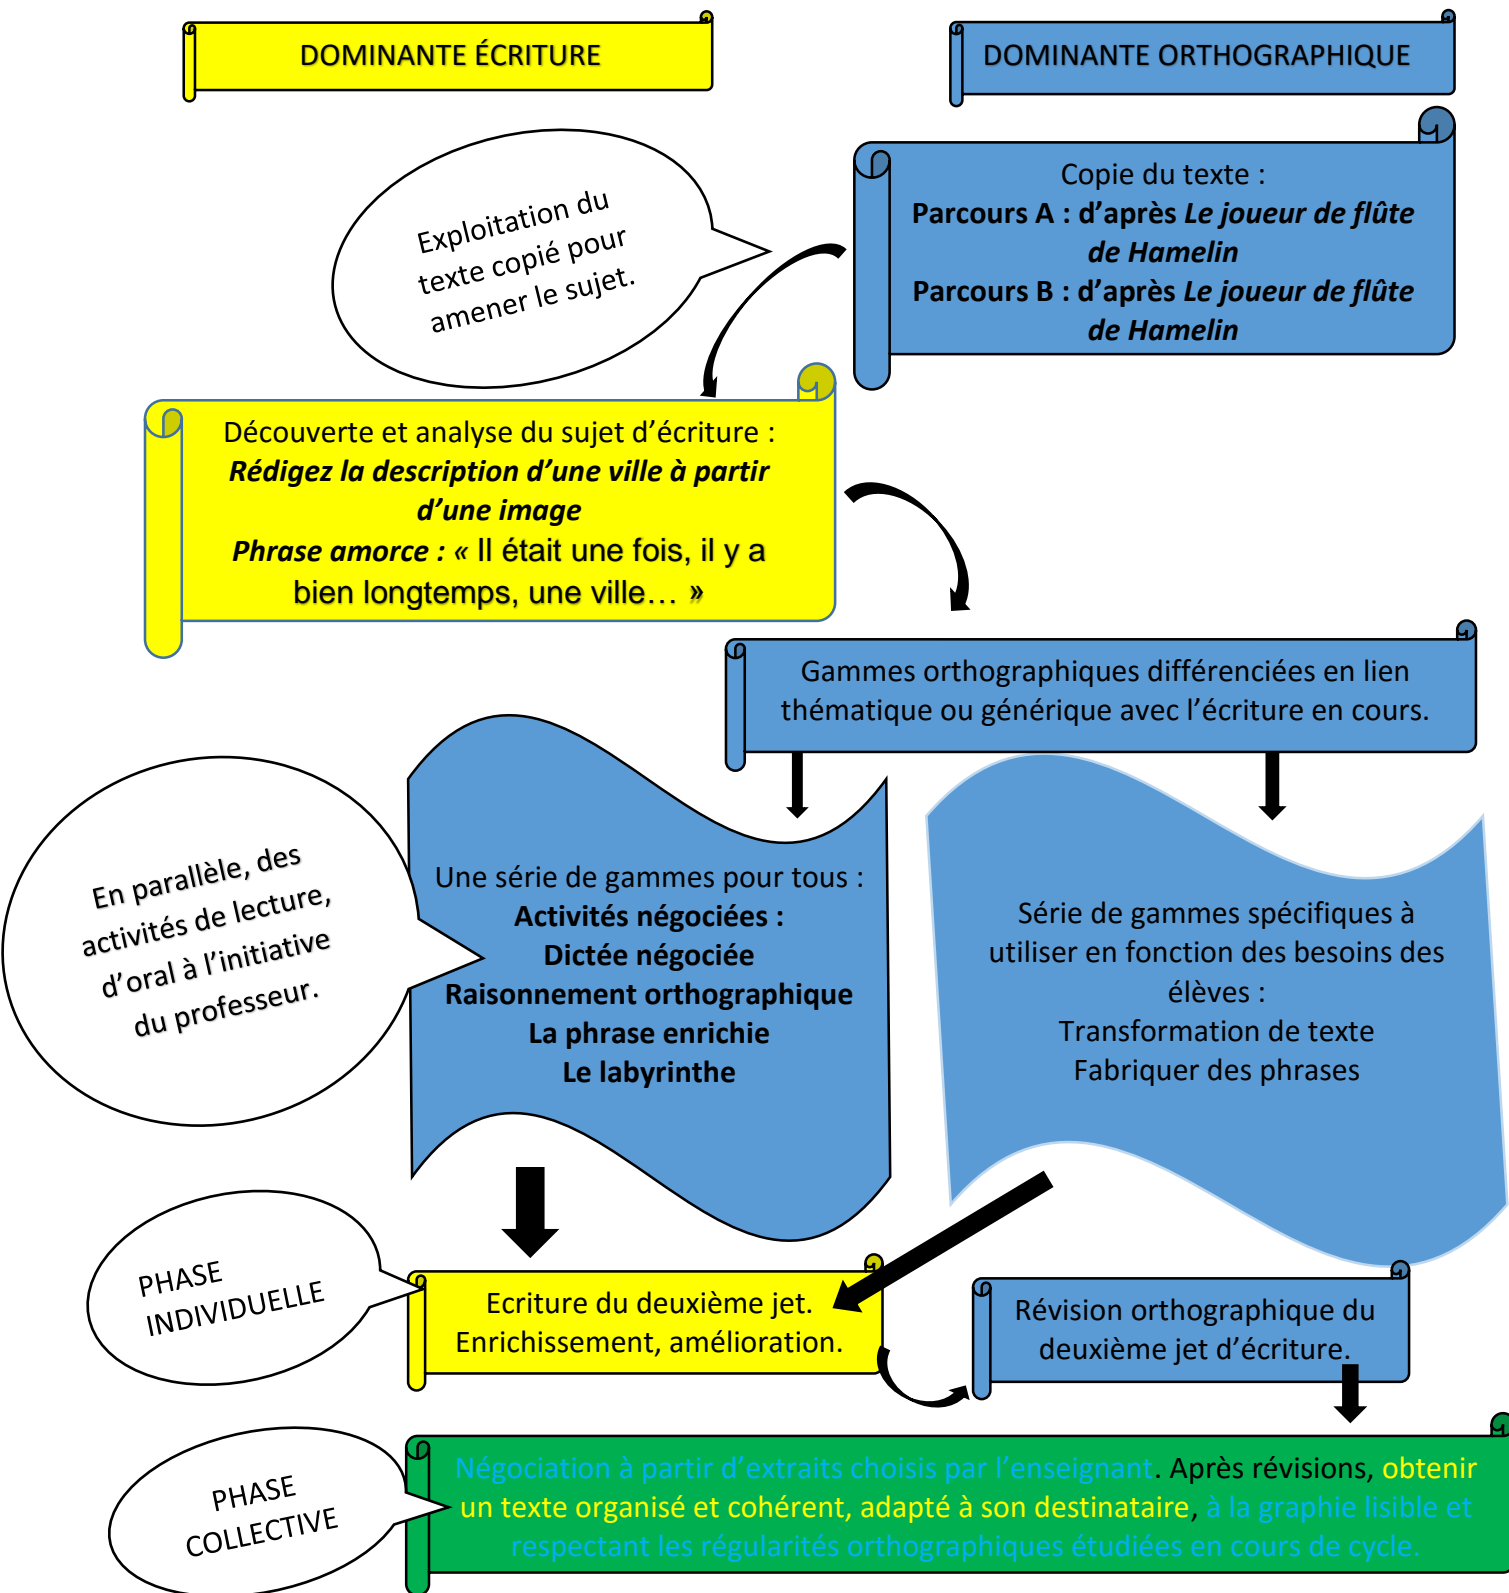 DOMINANTE ÉCRITURE
DOMINANTE ORTHOGRAPHIQUE
Copie du texte :
Parcours A : d’après Le joueur de flûte
de Hamelin
Parcours B : d’après Le joueur de flûte
de Hamelin
Exploitation du
texte copié pour
amener le sujet.
Découverte et analyse du sujet d’écriture :
Rédigez la description d’une ville à partir
d’une image
Phrase amorce : « Il était une fois, il y a
bien longtemps, une ville… »
Gammes orthographiques différenciées en lien
thématique ou générique avec l’écriture en cours.
En parallèle, des
activités de lecture,
d’oral à l’initiative
du professeur.
Une série de gammes pour tous :
Activités négociées :
Dictée négociée
Raisonnement orthographique
La phrase enrichie
Le labyrinthe
Série de gammes spécifiques à
utiliser en fonction des besoins des
élèves :
Transformation de texte
Fabriquer des phrases
PHASE
INDIVIDUELLE
Ecriture du deuxième jet.
Enrichissement, amélioration.
Révision orthographique du
deuxième jet d’écriture.
PHASE
COLLECTIVE
Négociation à partir d’extraits choisis par l’enseignant. Après révisions, obtenir
un texte organisé et cohérent, adapté à son destinataire, à la graphie lisible et
respectant les régularités orthographiques étudiées en cours de cycle.